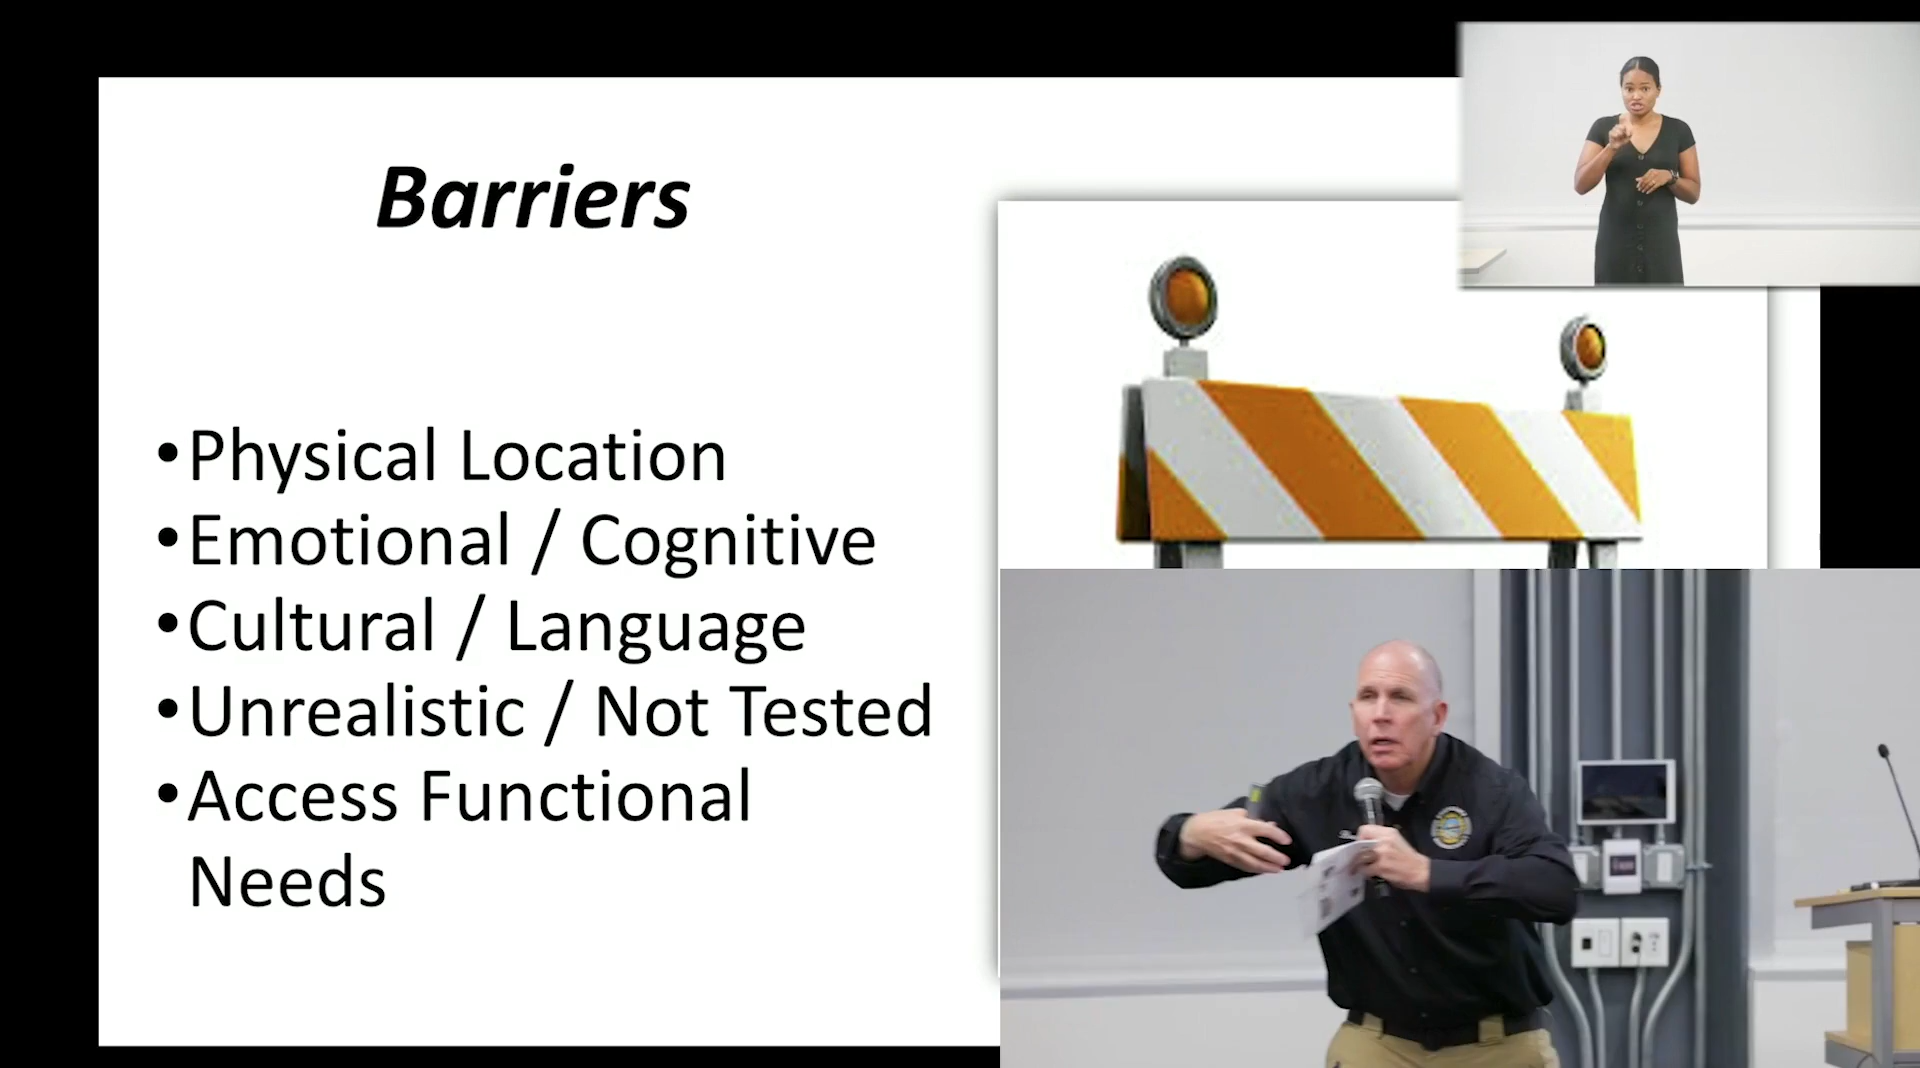 Barriers
•Physical Location
•Emotional / Cognitive
•Cultural / Language
•Unrealistic / Not Tested
•Access Functional
Needs